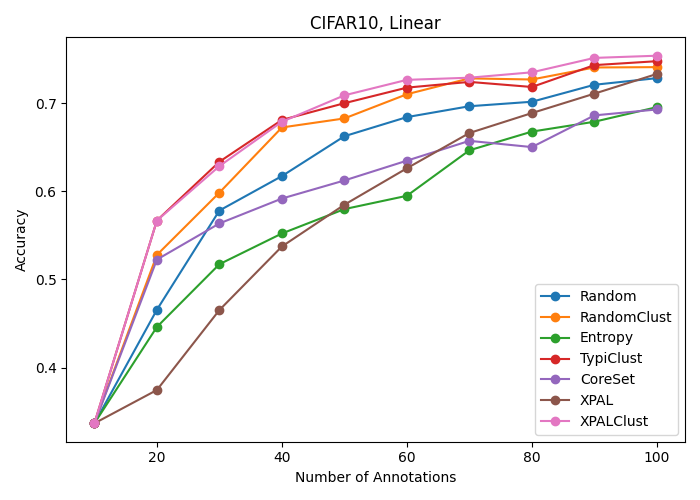 CIFAR10, Linear
Accuracy
0.7
0.6
0.5
0.4
20
40
60
80
100
Number of Annotations
Random
RandomClust
Entropy
TypiClust
CoreSet
XPAL
XPALClust